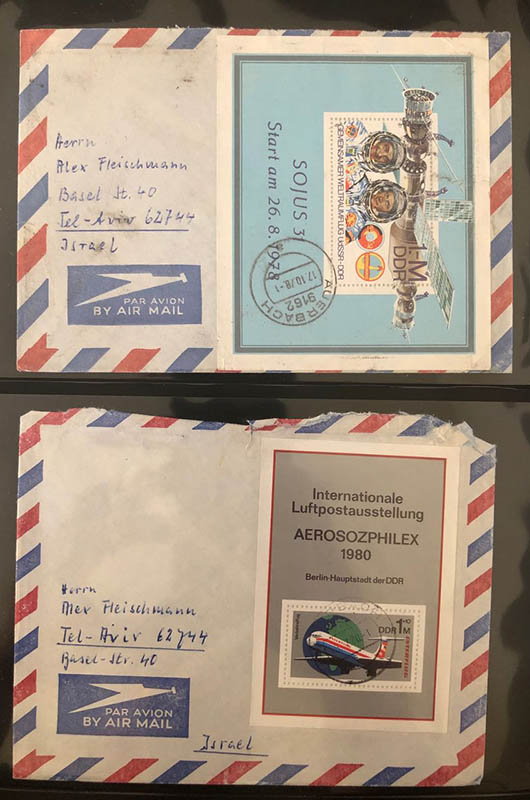 Herrn
Alex Fleischmann
Basel St. 40
Tel-Aviv 62744
Israel
PAR AVION
BY AIR MAIL
SOJUS 3
Start am 26.8.1978
GEMEINSAMER WELTRAUMFLUG UdSSR-DDR
1M
DDR
AUERBACH
9162
17.10.78-1
Internationale
Luftpostausstellung
AEROSOZPHILEX
1980
Berlin·Hauptstadt der DDR
DDR 1+10 M
Herrn
Alex Fleischmann
Tel-Aviv 62744
Basel-Str. 40
PAR AVION
BY AIR MAIL
Israel